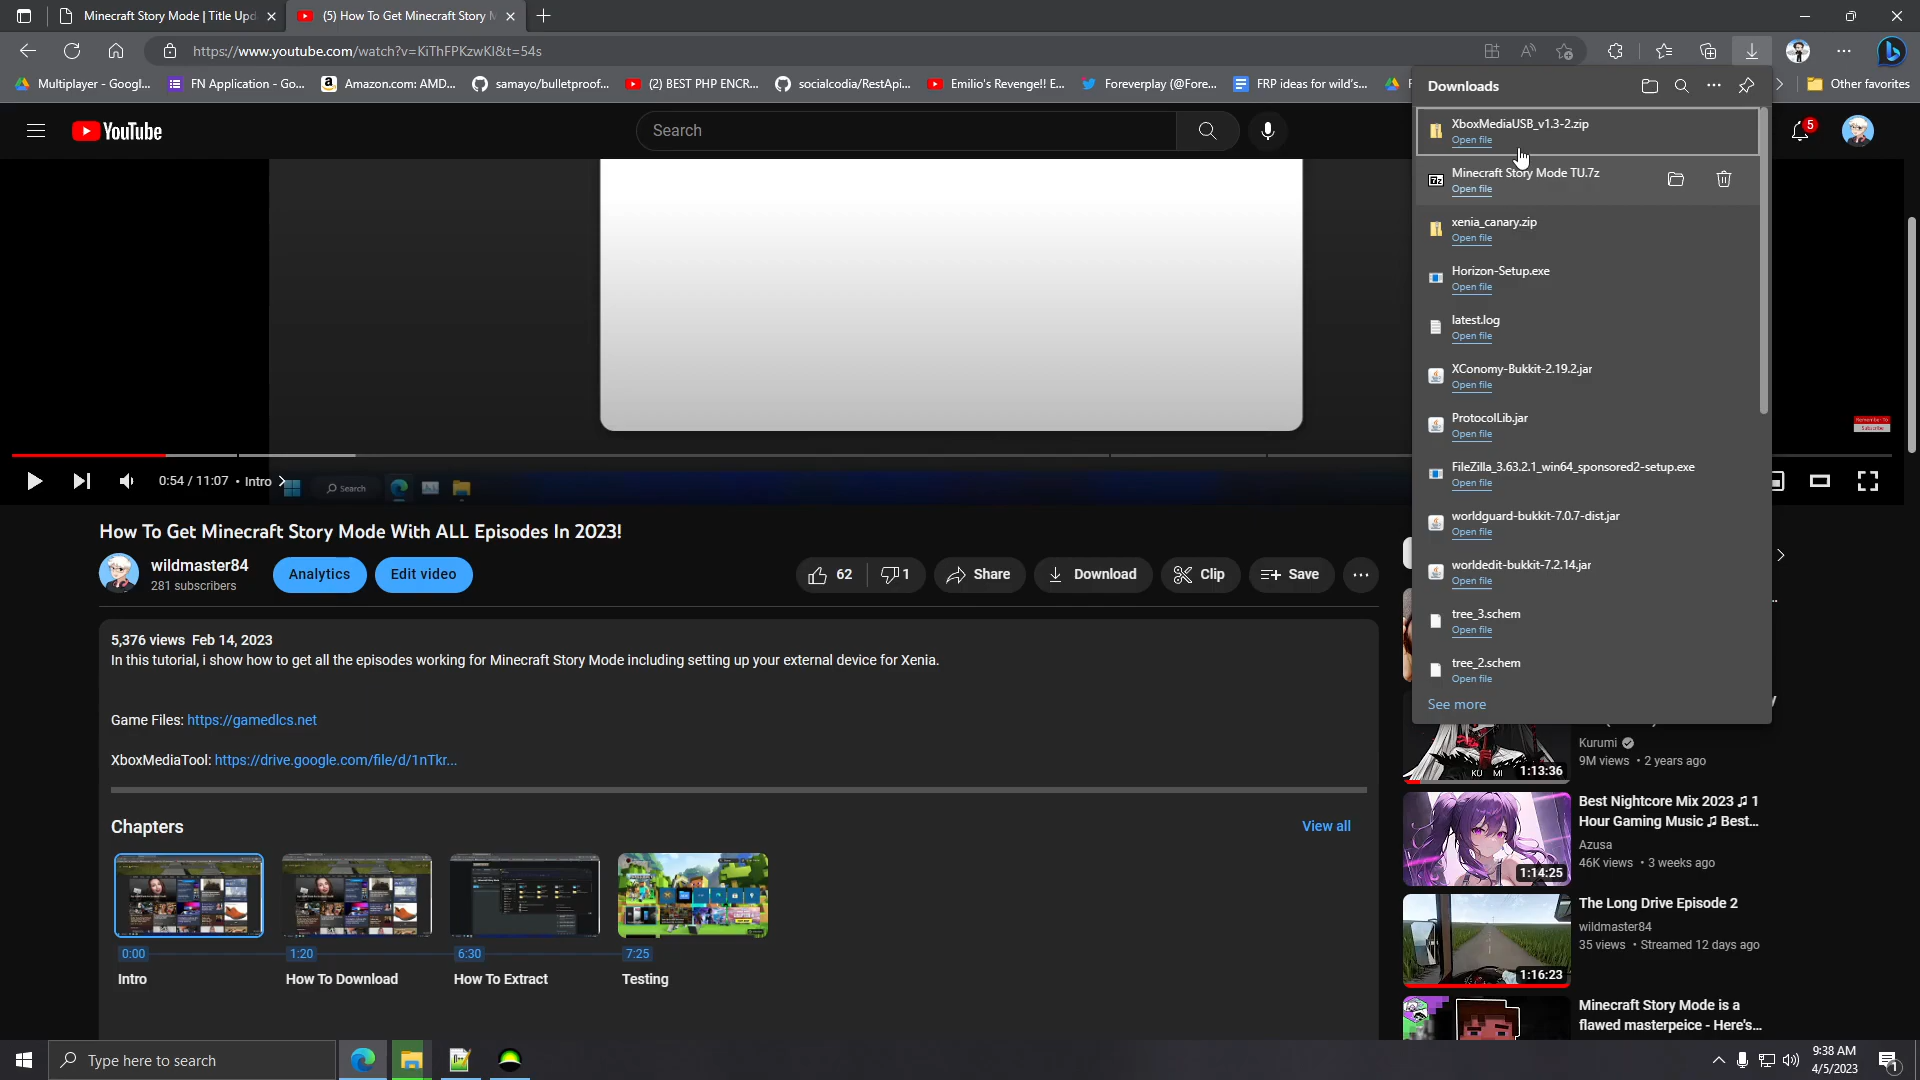 Minecraft Story Mode | Title Upd
(5) How To Get Minecraft Story M
https://www.youtube.com/watch?v=KiThFPKzwKI&t=54s
Multiplayer - Googl...
FN Application - Go...
Amazon.com: AMD...
samayo/bulletproof...
(2) BEST PHP ENCR...
socialcodia/RestApi...
Emilio's Revenge!! E...
Foreverplay (@Fore...
FRP ideas for wild's...
Other favorites
Downloads
XboxMediaUSB_v1.3-2.zip
Open file
Minecraft Story Mode TU.7z
Open file
xenia_canary.zip
Open file
Horizon-Setup.exe
Open file
latest.log
Open file
XConomy-Bukkit-2.19.2.jar
Open file
ProtocolLib.jar
Open file
FileZilla_3.63.2.1_win64_sponsored2-setup.exe
Open file
worldguard-bukkit-7.0.7-dist.jar
Open file
worldedit-bukkit-7.2.14.jar
Open file
tree_3.schem
Open file
tree_2.schem
Open file
See more
YouTube
Search
5
0:54 / 11:07 • Intro
Search
How To Get Minecraft Story Mode With ALL Episodes In 2023!
wildmaster84
281 subscribers
Analytics
Edit video
62
1
Share
Download
Clip
Save
5,376 views Feb 14, 2023
In this tutorial, i show how to get all the episodes working for Minecraft Story Mode including setting up your external device for Xenia.
Game Files: https://gamedlcs.net
XboxMediaTool: https://drive.google.com/file/d/1nTkr...
Chapters
View all
0:00
Intro
1:20
How To Download
6:30
How To Extract
7:25
Testing
KU MI
1:13:36
Kurumi
9M views • 2 years ago
1:14:25
Best Nightcore Mix 2023 ♫ 1
Hour Gaming Music ♫ Best...
Azusa
46K views • 3 weeks ago
1:16:23
The Long Drive Episode 2
wildmaster84
35 views • Streamed 12 days ago
Minecraft Story Mode is a
flawed masterpeice - Here's...
Type here to search
9:38 AM
4/5/2023
1